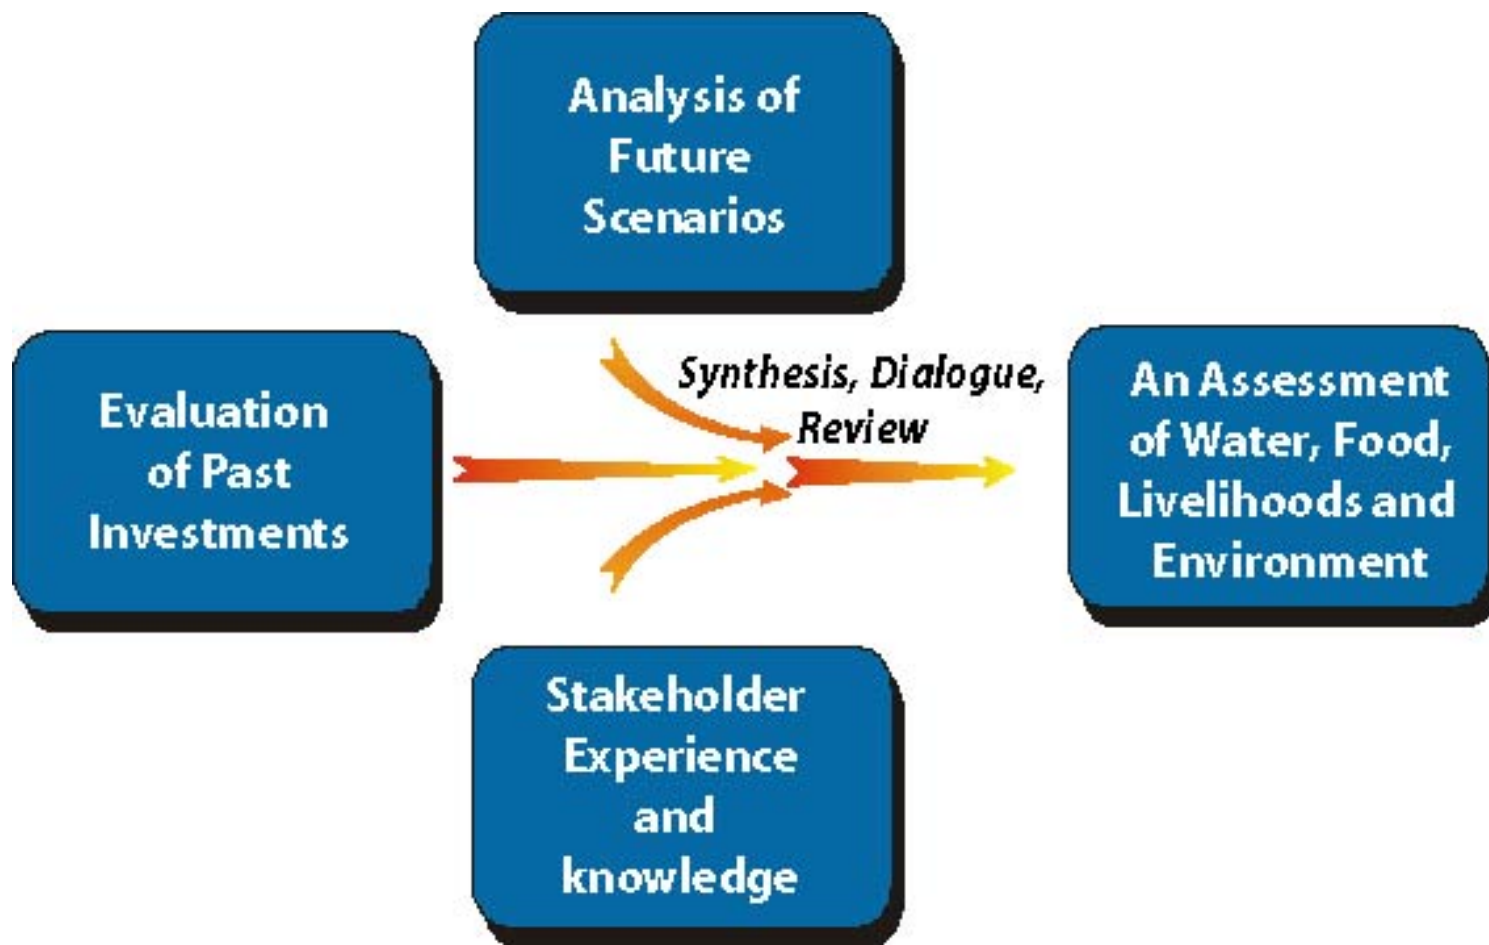 Analysis of
Future
Scenarios
Evaluation
of Past
Investments
Synthesis, Dialogue,
Review
An Assessment
of Water, Food,
Livelihoods and
Environment
Stakeholder
Experience
and
knowledge